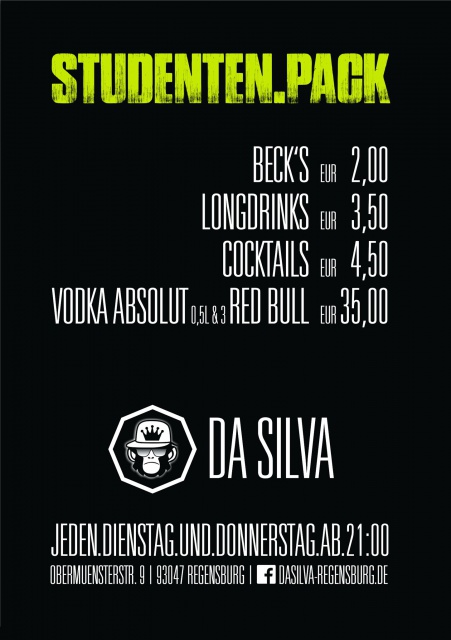 STUDENTEN.PACK
BECK'S EUR 2,00
LONGDRINKS EUR 3,50
COCKTAILS EUR 4,50
VODKA ABSOLUT 0,5L & 3 RED BULL EUR 35,00
DA SILVA
JEDEN.DIENSTAG.UND.DONNERSTAG.AB.21:00
OBERMUENSTERSTR. 9 | 93047 REGENSBURG | f DASILVA-REGENSBURG.DE